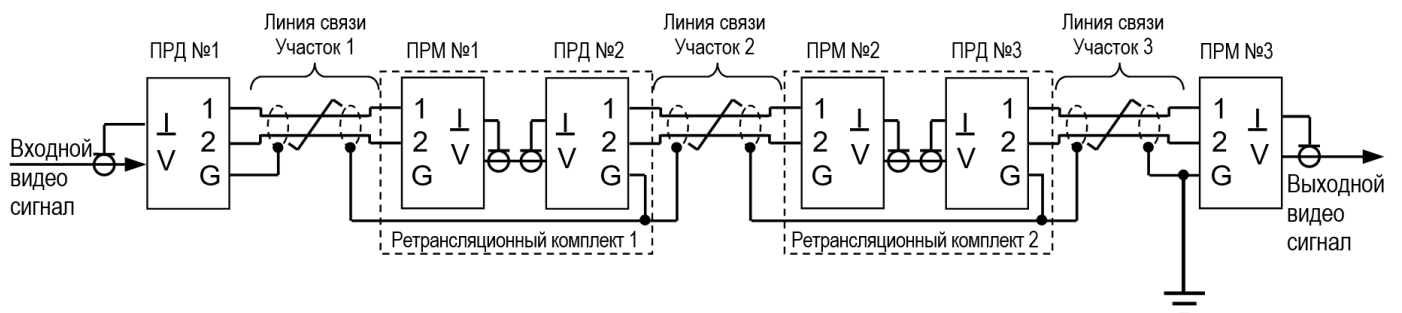 Линия связи
Участок 1
Линия связи
Участок 2
Линия связи
Участок 3
ПРД №1
ПРМ №1
ПРД №2
ПРМ №2
ПРД №3
ПРМ №3
Входной
видео
сигнал
V
1
2
G
1
2
G
V
V
1
2
G
1
2
G
V
V
1
2
G
1
2
G
V
Выходной
видео
сигнал
Ретрансляционный комплект 1
Ретрансляционный комплект 2